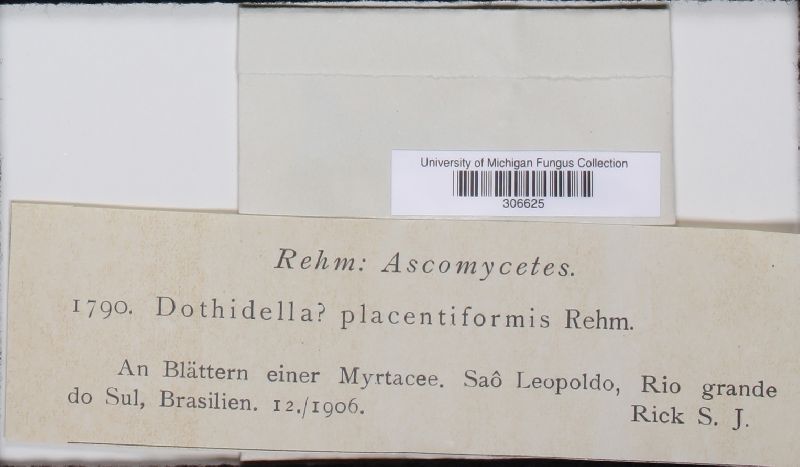 University of Michigan Fungus Collection
306625
Rehm: Ascomycetes.
1790. Dothidella? placentiformis Rehm.
An Blättern einer Myrtacee. Saô Leopoldo, Rio grande
do Sul, Brasilien. 12./1906.
Rick S. J.